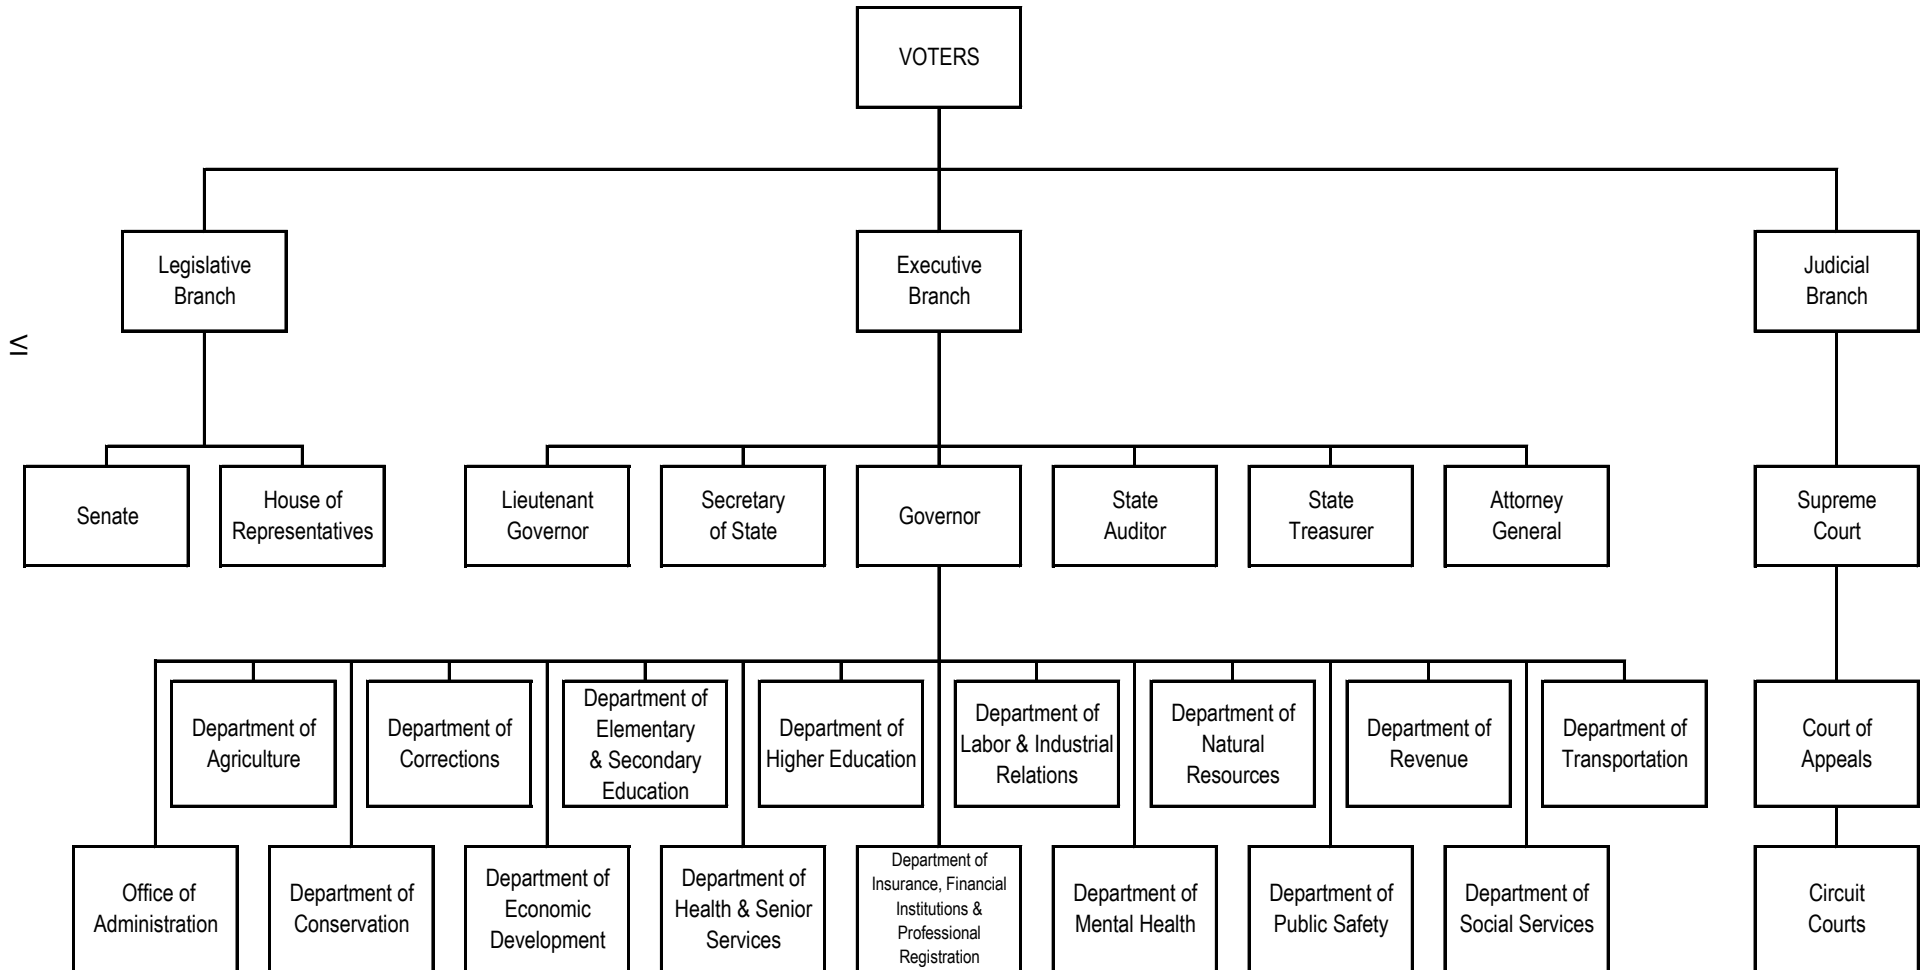 VOTERS
Legislative
Branch
Executive
Branch
Judicial
Branch
vi
Senate
House of
Representatives
Lieutenant
Governor
Secretary
of State
Governor
State
Auditor
State
Treasurer
Attorney
General
Supreme
Court
Department of
Agriculture
Department of
Corrections
Department of
Elementary
& Secondary
Education
Department of
Higher Education
Department of
Labor & Industrial
Relations
Department of
Natural
Resources
Department of
Revenue
Department of
Transportation
Court of
Appeals
Office of
Administration
Department of
Conservation
Department of
Economic
Development
Department of
Health & Senior
Services
Department of
Insurance, Financial
Institutions &
Professional
Registration
Department of
Mental Health
Department of
Public Safety
Department of
Social Services
Circuit
Courts